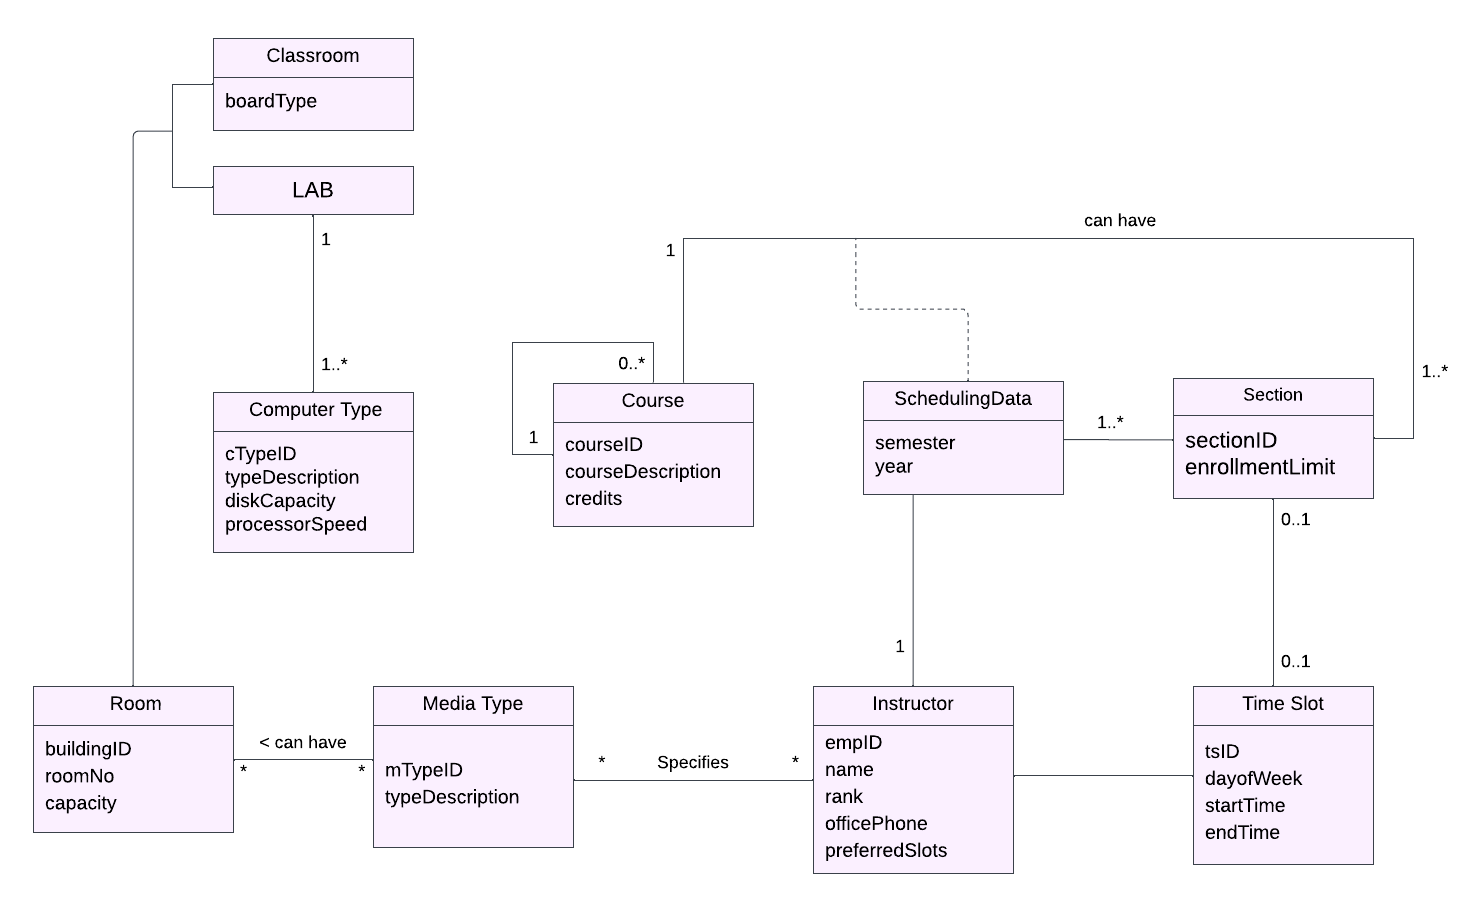 Classroom
boardType
LAB
1
1..*
Computer Type
cTypeID
typeDescription
diskCapacity
processorSpeed
can have
1
1..*
0..*
1
Course
courseID
courseDescription
credits
SchedulingData
semester
year
1..*
Section
sectionID
enrollmentLimit
0..1
0..1
1
Room
buildingID
roomNo
capacity
< can have
*
*
Media Type
mTypeID
typeDescription
*
Specifies
*
Instructor
empID
name
rank
officePhone
preferredSlots
Time Slot
tsID
dayofWeek
startTime
endTime